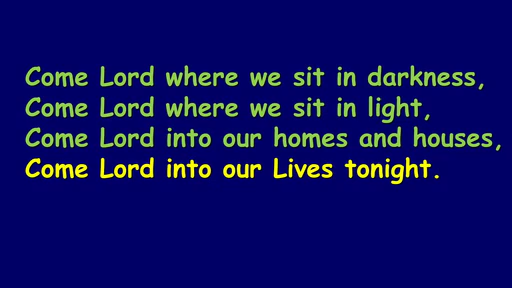 Come Lord where we sit in darkness,
Come Lord where we sit in light,
Come Lord into our homes and houses,
Come Lord into our Lives tonight.